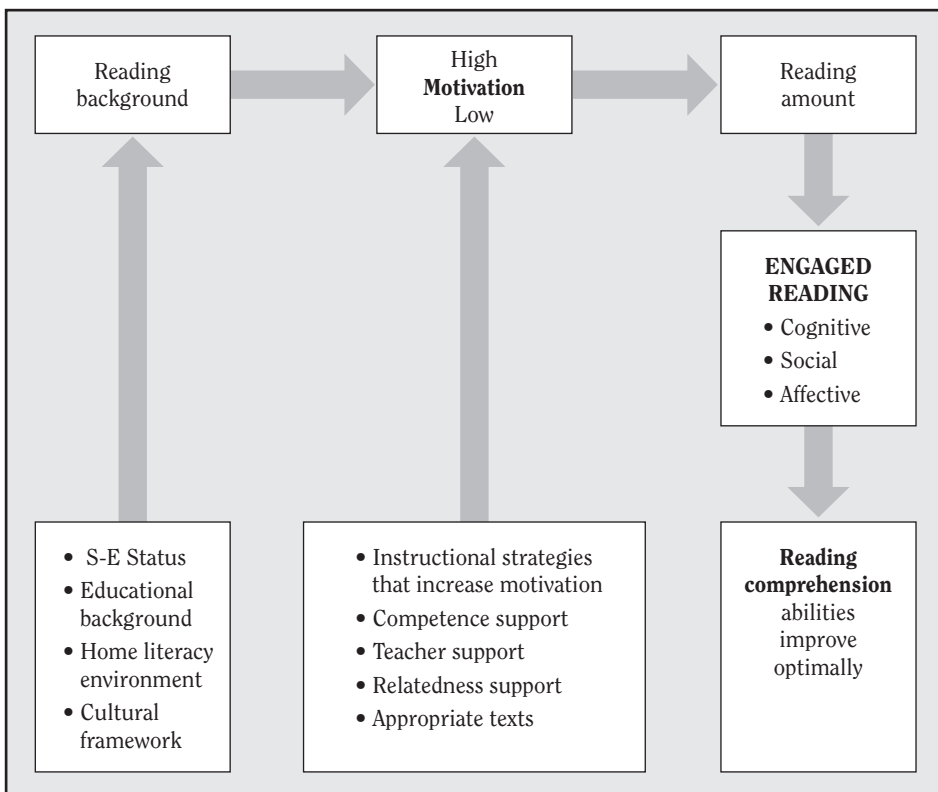 Reading
background
High
Motivation
Low
Reading
amount
ENGAGED
READING
• Cognitive
• Social
• Affective
• S-E Status
• Educational
background
• Home literacy
environment
• Cultural
framework
• Instructional strategies
that increase motivation
• Competence support
• Teacher support
• Relatedness support
• Appropriate texts
Reading
comprehension
abilities
improve
optimally